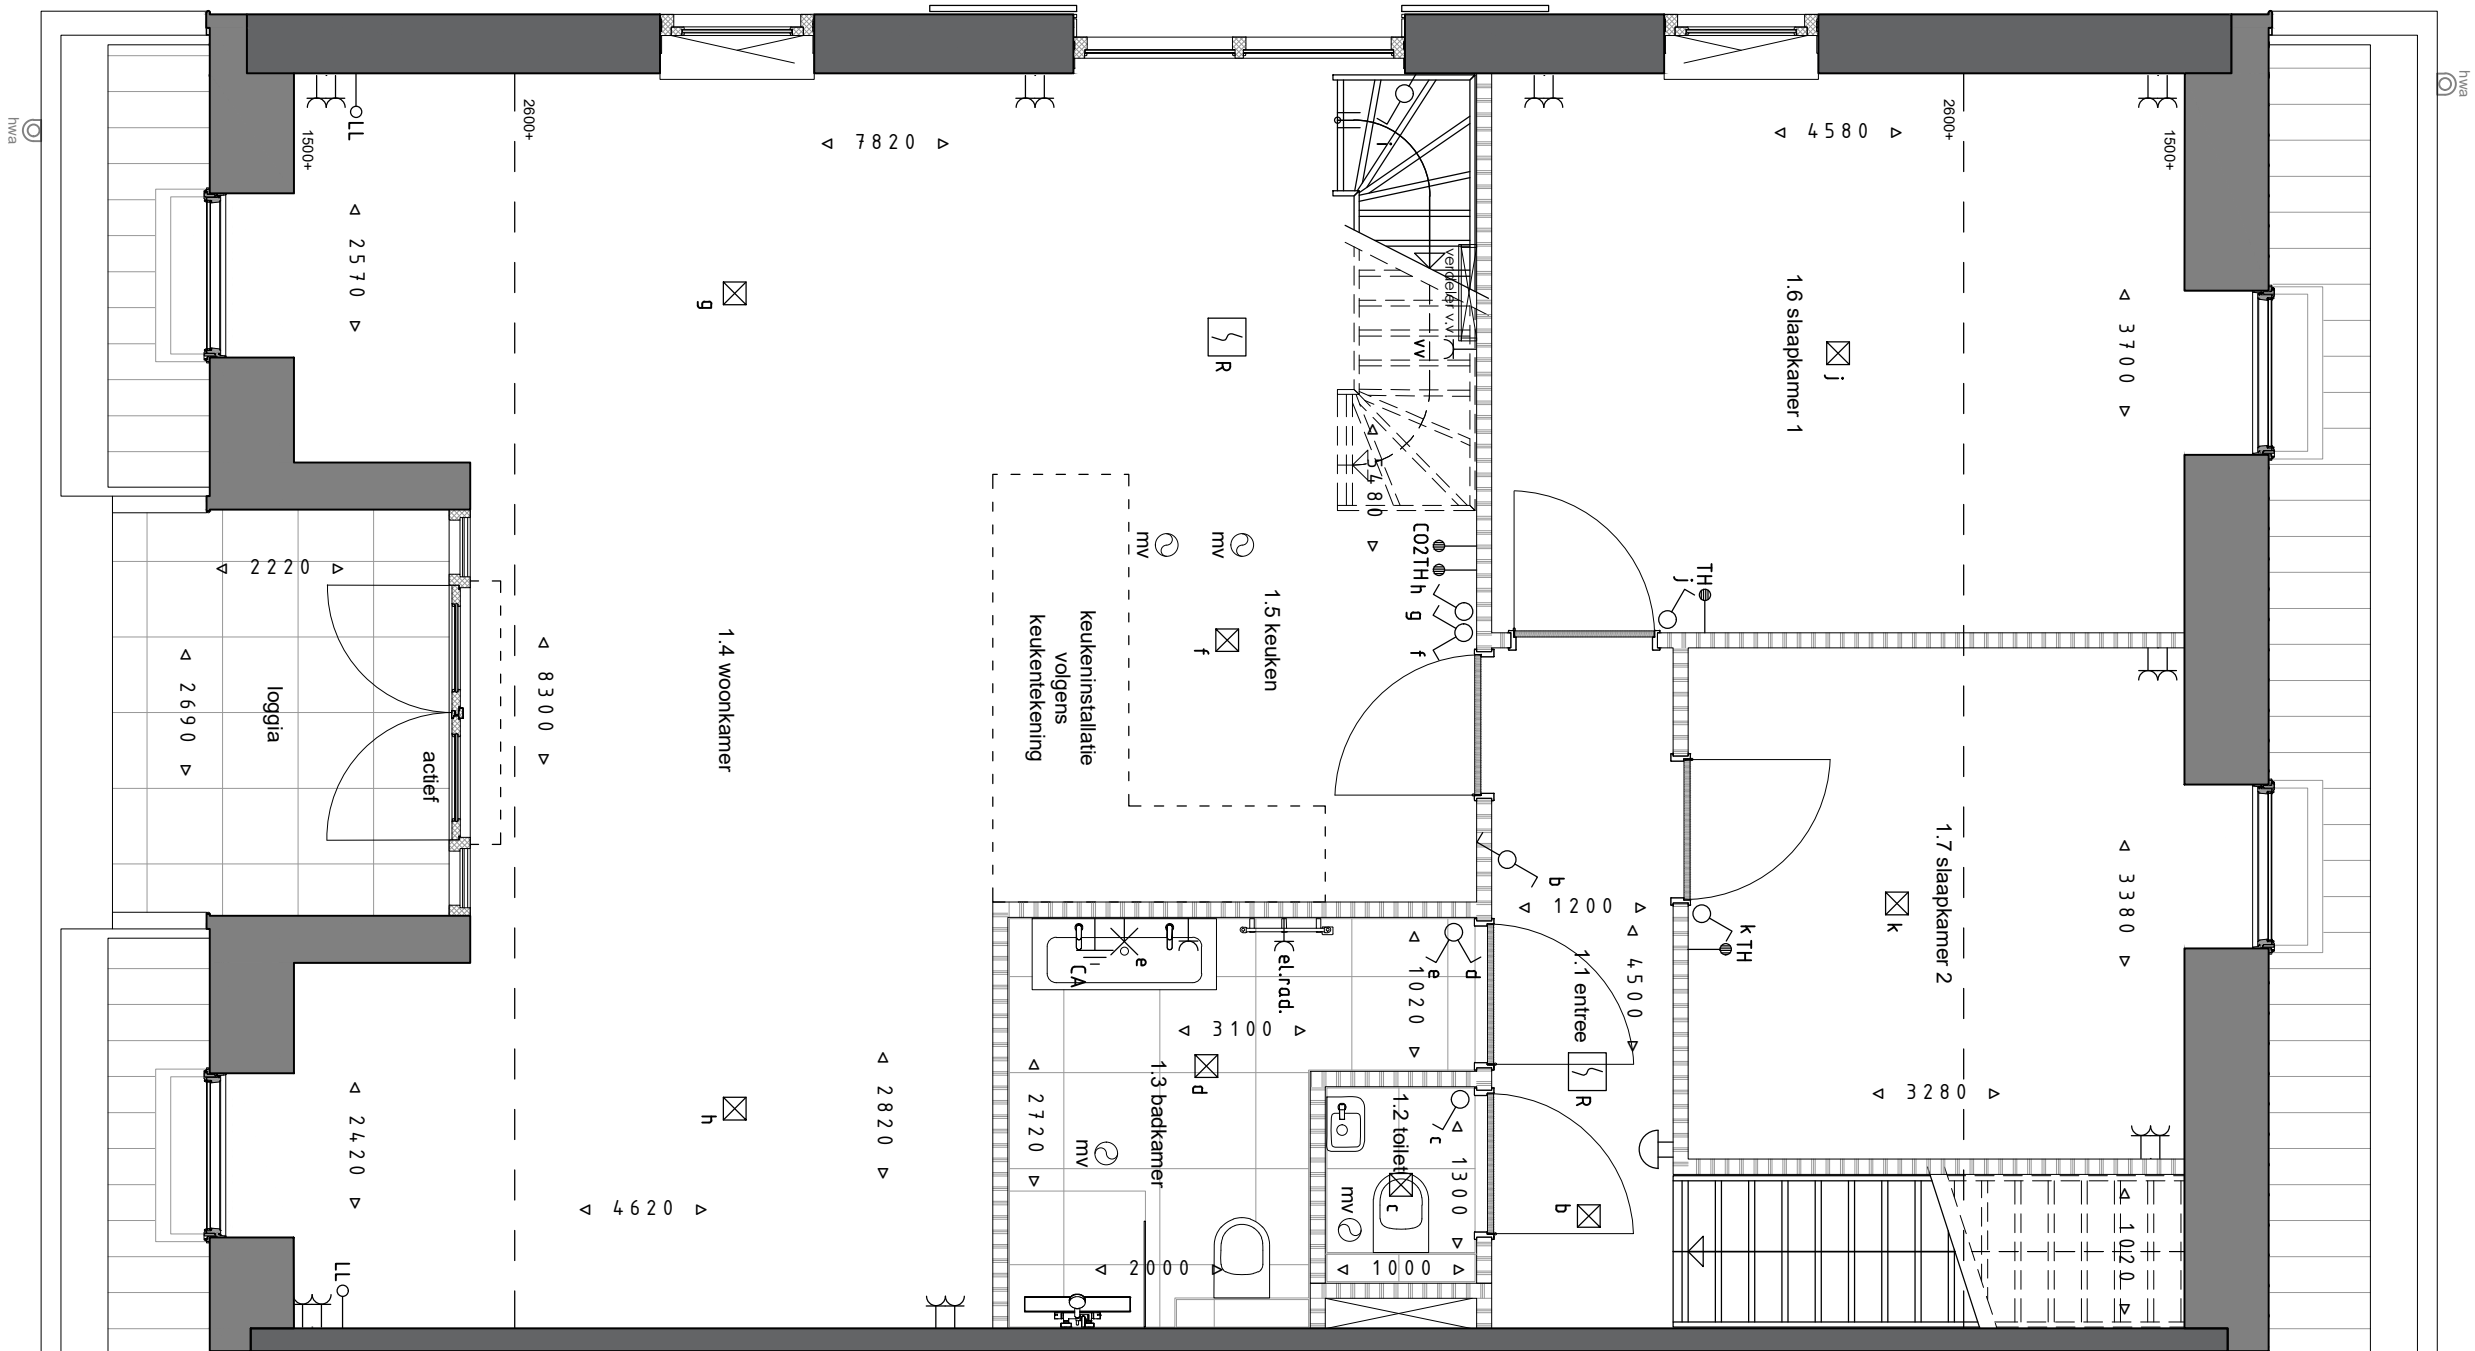 hwa
hwa
LL
1500+
2600+
7820
i
4580
2600+
1500+
2570
g
R
verdeler v.v.
vv
1.6 slaapkamer 1
j
3700
3480
mv
mv
CO2
TH
h
g
f
TH
j
2220
loggia
2690
actief
8300
1.4 woonkamer
keukeninstallatie
volgens
keukentekening
1.5 keuken
f
b
1200
4500
1.1 entree
k
TH
k
1.7 slaapkamer 2
3380
CA
e
el.rad.
e
d
1020
3100
1.3 badkamer
d
2720
mv
R
3280
1.2 toilet
c
1300
c
mv
b
1000
2000
2420
h
2820
4620
LL
1020